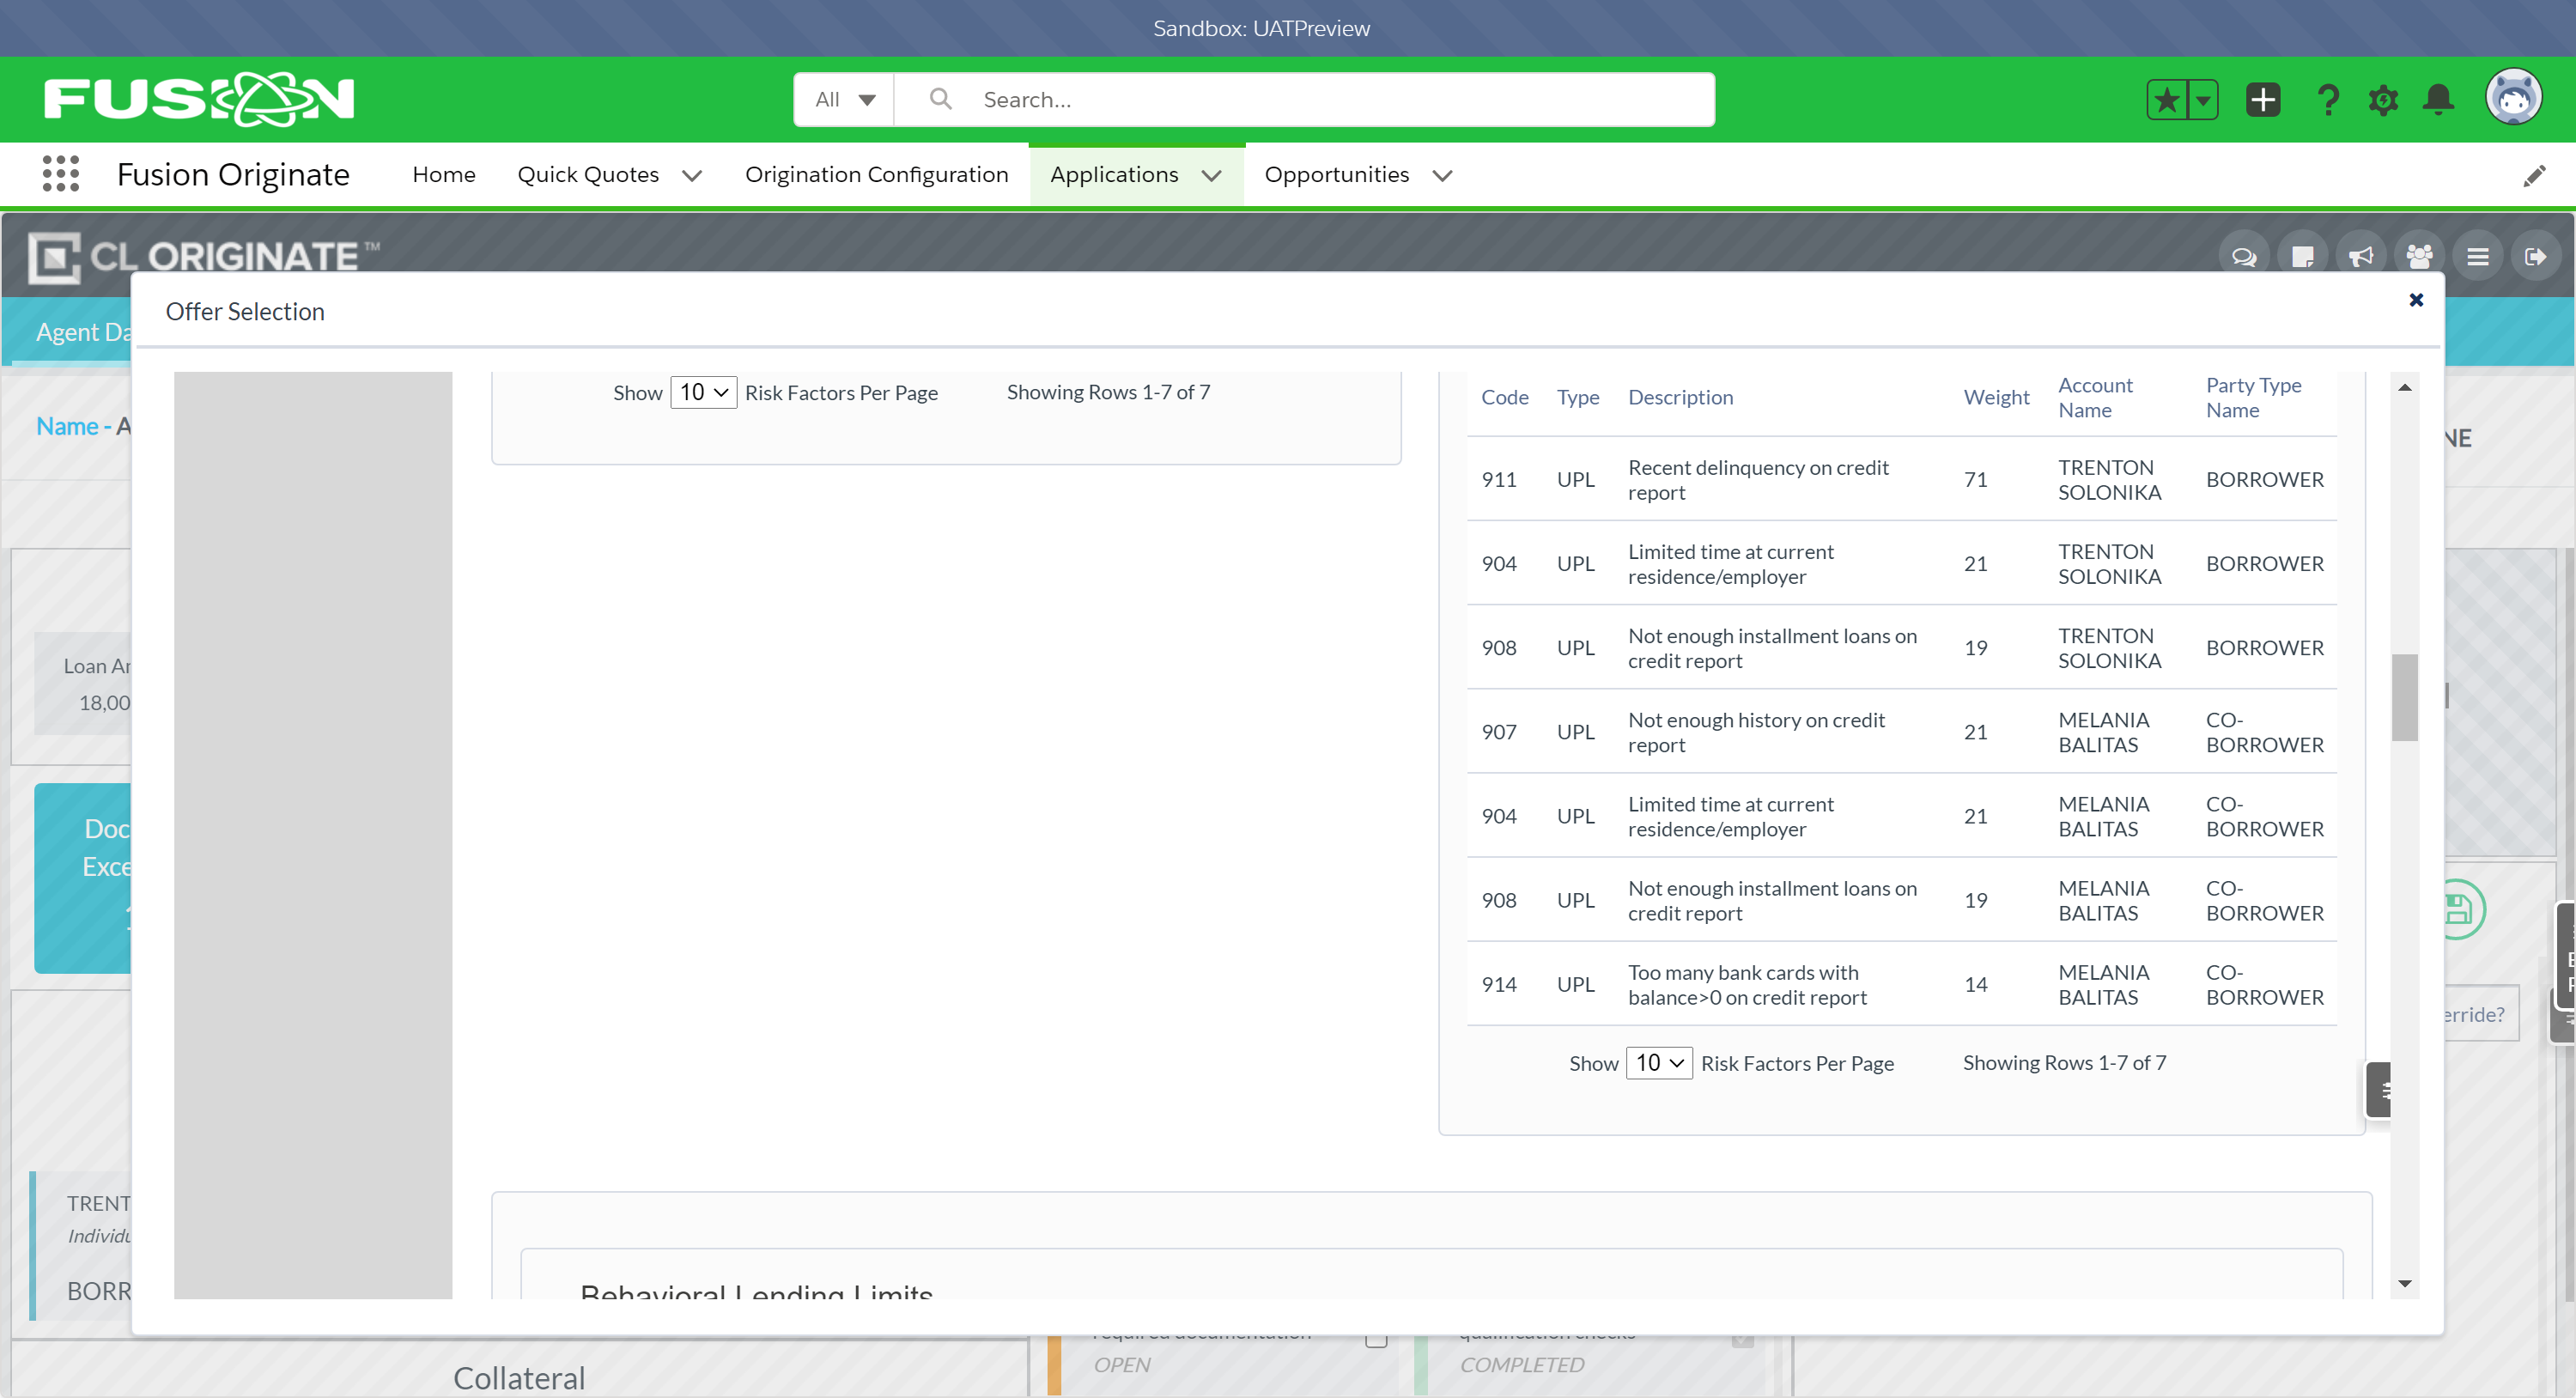 Sandbox: UATPreview
FUSION
All
Search...
Fusion Originate
Home
Quick Quotes
Origination Configuration
Applications
Opportunities
CL ORIGINATE™
Offer Selection
Agent Da
Name - A
NE
Show 10 Risk Factors Per Page
Showing Rows 1-7 of 7
Code Type Description Weight Account Name Party Type Name
911 UPL Recent delinquency on credit report 71 TRENTON SOLONIKA BORROWER
904 UPL Limited time at current residence/employer 21 TRENTON SOLONIKA BORROWER
908 UPL Not enough installment loans on credit report 19 TRENTON SOLONIKA BORROWER
907 UPL Not enough history on credit report 21 MELANIA BALITAS CO-BORROWER
904 UPL Limited time at current residence/employer 21 MELANIA BALITAS CO-BORROWER
908 UPL Not enough installment loans on credit report 19 MELANIA BALITAS CO-BORROWER
914 UPL Too many bank cards with balance>0 on credit report 14 MELANIA BALITAS CO-BORROWER
Show 10 Risk Factors Per Page
Showing Rows 1-7 of 7
Loan Ar
18,00
Doc
Exce
erride?
TRENT
Individu
BORR
Behavioral Lending Limits
required documentation
OPEN
qualification checks
COMPLETED
Collateral